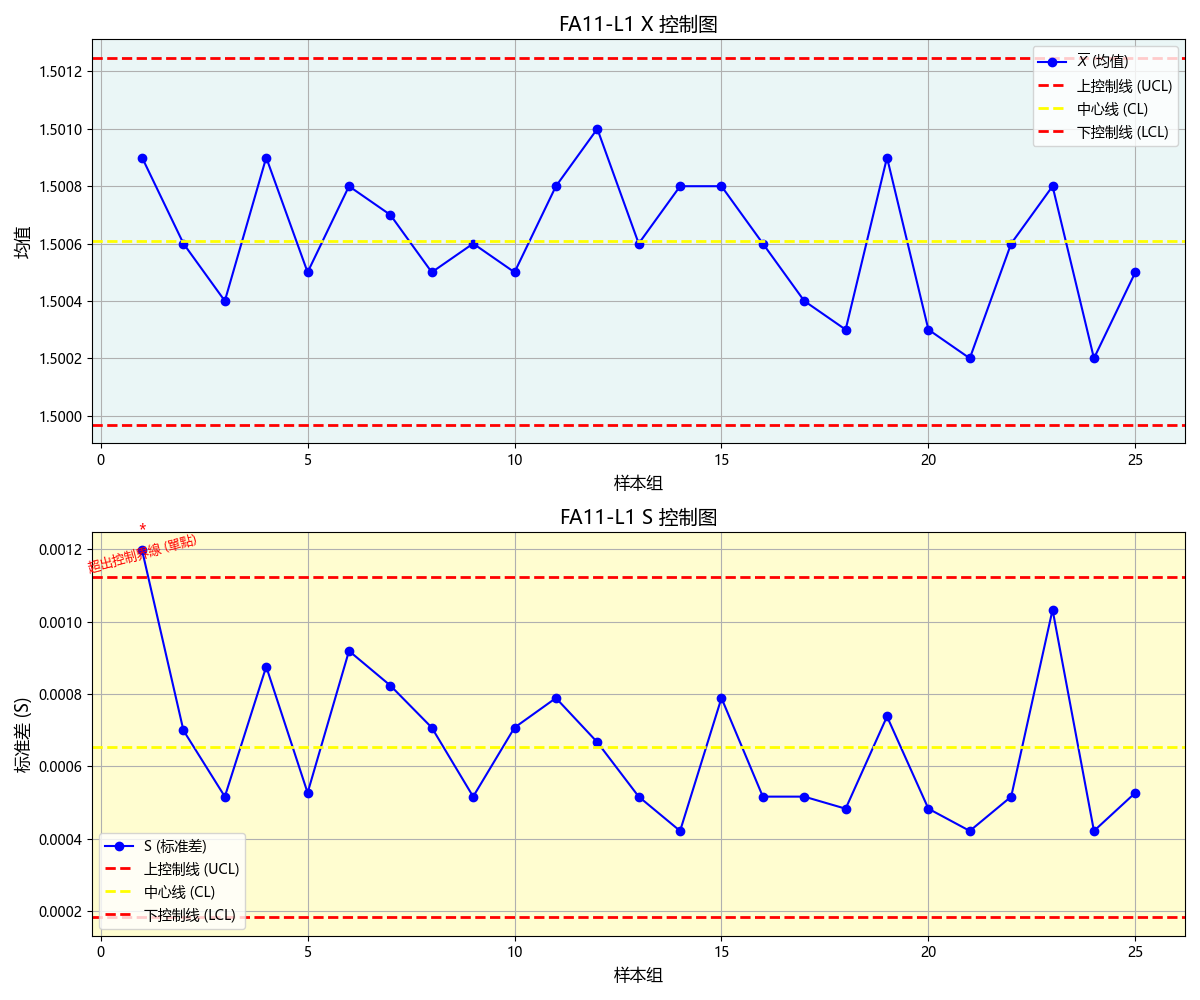 FA11-L1 X 控制图
均值
1.5012
1.5010
1.5008
1.5006
1.5004
1.5002
1.5000
X̅ (均值)
上控制线 (UCL)
中心线 (CL)
下控制线 (LCL)
0 5 10 15 20 25
样本组
FA11-L1 S 控制图
*
超出控制界線 (單點)
标准差 (S)
0.0012
0.0010
0.0008
0.0006
0.0004
0.0002
S (标准差)
上控制线 (UCL)
中心线 (CL)
下控制线 (LCL)
0 5 10 15 20 25
样本组